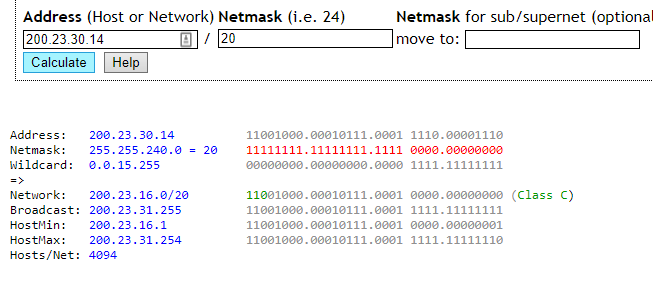 Address (Host or Network) Netmask (i.e. 24) Netmask for sub/supernet (optional
200.23.30.14 / 20 move to:
Calculate Help
Address: 200.23.30.14 11001000.00010111.0001 1110.00001110
Netmask: 255.255.240.0 = 20 11111111.11111111.1111 0000.00000000
Wildcard: 0.0.15.255 00000000.00000000.0000 1111.11111111
=>
Network: 200.23.16.0/20 11001000.00010111.0001 0000.00000000 (Class C)
Broadcast: 200.23.31.255 11001000.00010111.0001 1111.11111111
HostMin: 200.23.16.1 11001000.00010111.0001 0000.00000001
HostMax: 200.23.31.254 11001000.00010111.0001 1111.11111110
Hosts/Net: 4094